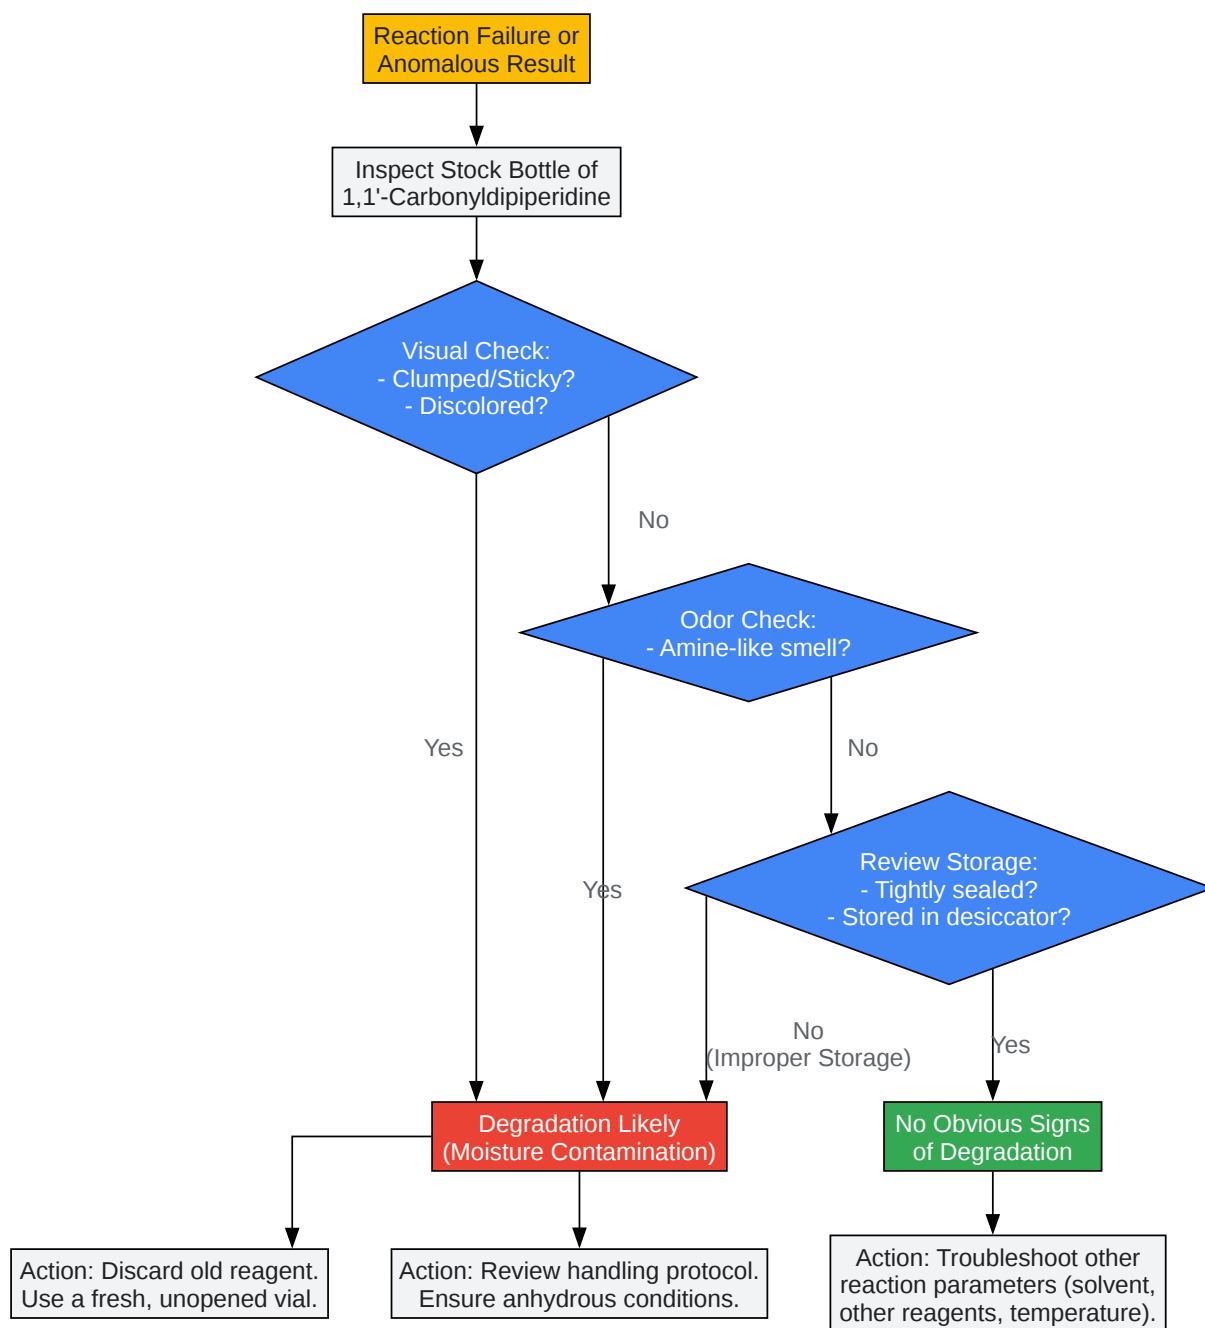 Reaction Failure or
Anomalous Result
Inspect Stock Bottle of
1,1'-Carbonyldipiperidine
Visual Check:
- Clumped/Sticky?
- Discolored?
No
Odor Check:
- Amine-like smell?
Yes
No
Review Storage:
- Tightly sealed?
- Stored in desiccator?
Yes
No
(Improper Storage)
Yes
Degradation Likely
(Moisture Contamination)
No Obvious Signs
of Degradation
Action: Discard old reagent.
Use a fresh, unopened vial.
Action: Review handling protocol.
Ensure anhydrous conditions.
Action: Troubleshoot other
reaction parameters (solvent,
other reagents, temperature).